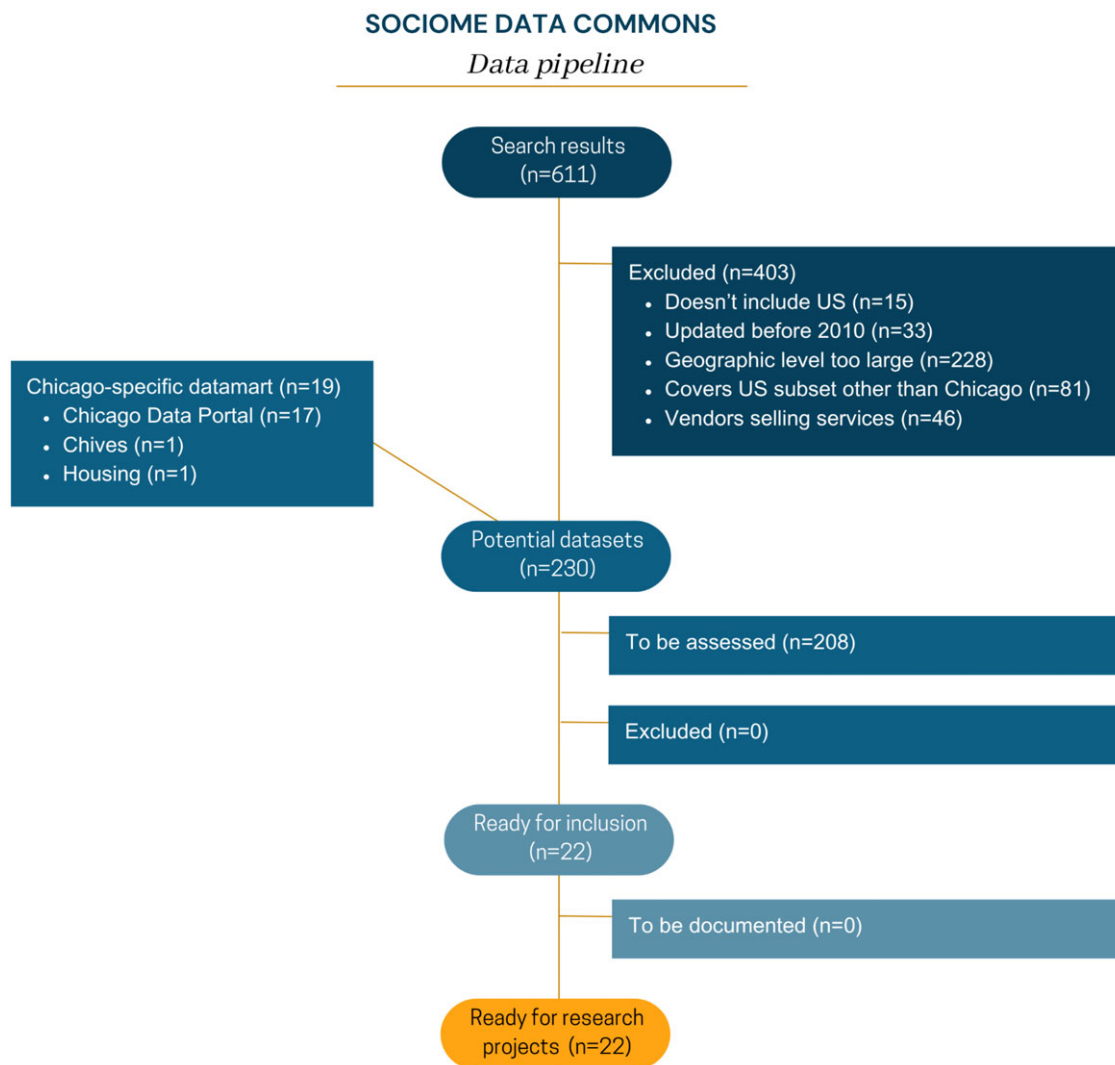 SOCIOME DATA COMMONS
Data pipeline
Search results
(n=611)
Excluded (n=403)
• Doesn’t include US (n=15)
• Updated before 2010 (n=33)
• Geographic level too large (n=228)
• Covers US subset other than Chicago (n=81)
• Vendors selling services (n=46)
Chicago-specific datamart (n=19)
• Chicago Data Portal (n=17)
• Chives (n=1)
• Housing (n=1)
Potential datasets
(n=230)
To be assessed (n=208)
Excluded (n=0)
Ready for inclusion
(n=22)
To be documented (n=0)
Ready for research
projects (n=22)